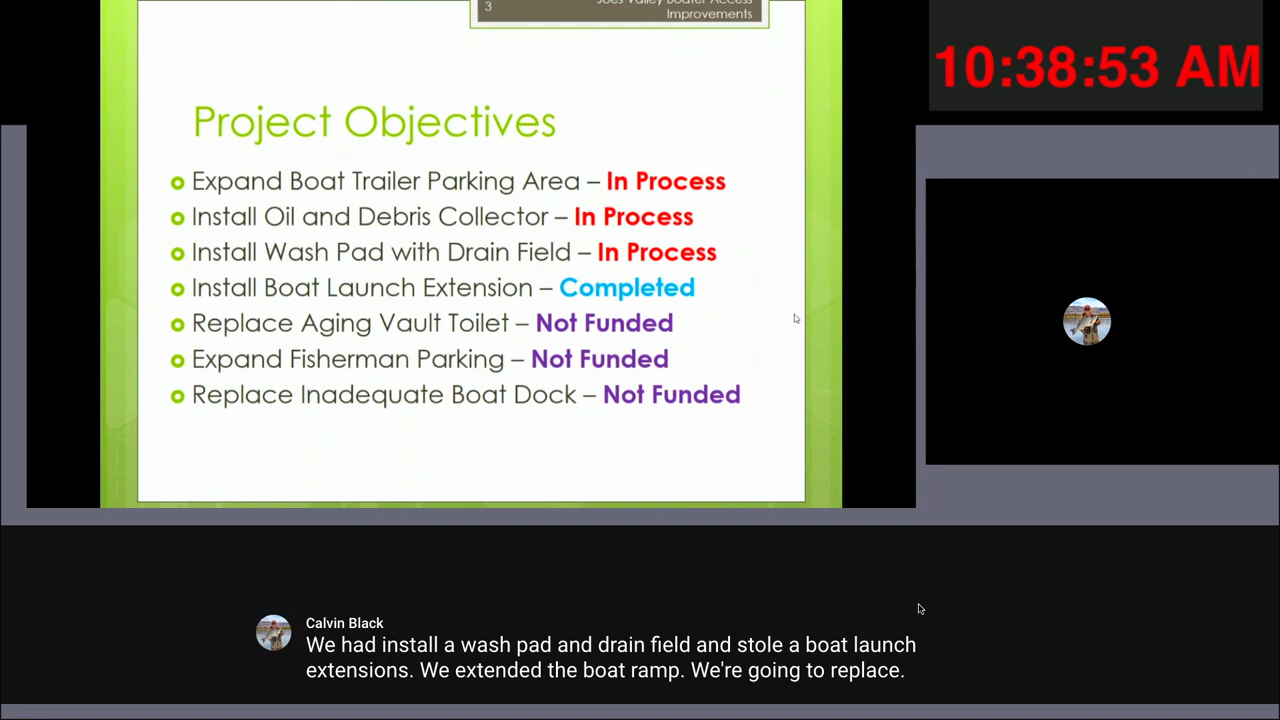 3
Joes Valley Boater Access
Improvements
10:38:53 AM
Project Objectives
Expand Boat Trailer Parking Area – In Process
Install Oil and Debris Collector – In Process
Install Wash Pad with Drain Field – In Process
Install Boat Launch Extension – Completed
Replace Aging Vault Toilet – Not Funded
Expand Fisherman Parking – Not Funded
Replace Inadequate Boat Dock – Not Funded
Calvin Black
We had install a wash pad and drain field and stole a boat launch
extensions. We extended the boat ramp. We're going to replace.